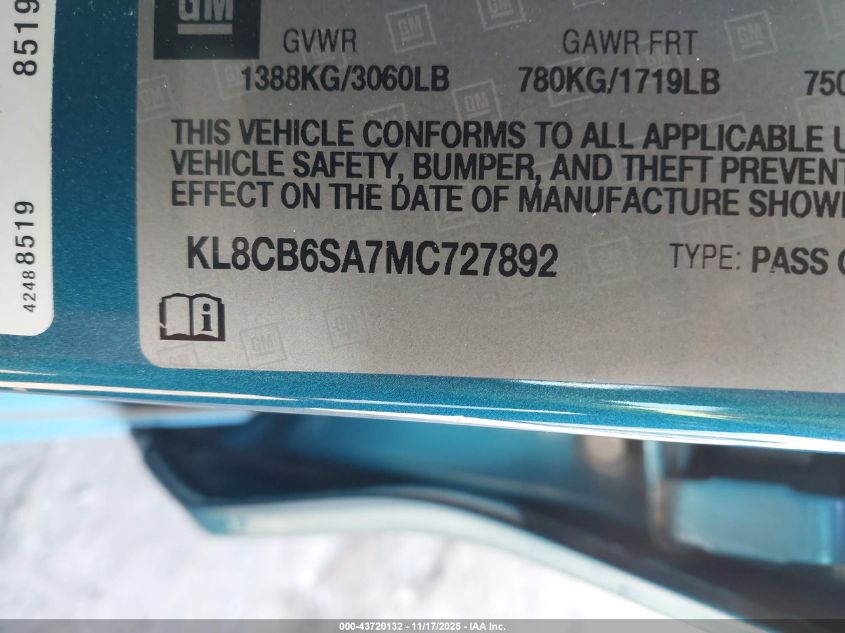 GM
GVWR GAWR FRT
1388KG/3060LB 780KG/1719LB 750
THIS VEHICLE CONFORMS TO ALL APPLICABLE U
VEHICLE SAFETY, BUMPER, AND THEFT PREVENT
EFFECT ON THE DATE OF MANUFACTURE SHOW
KL8CB6SA7MC727892 TYPE: PASS
8519
42488519
000-43720132 - 11/17/2025 - IAA Inc.